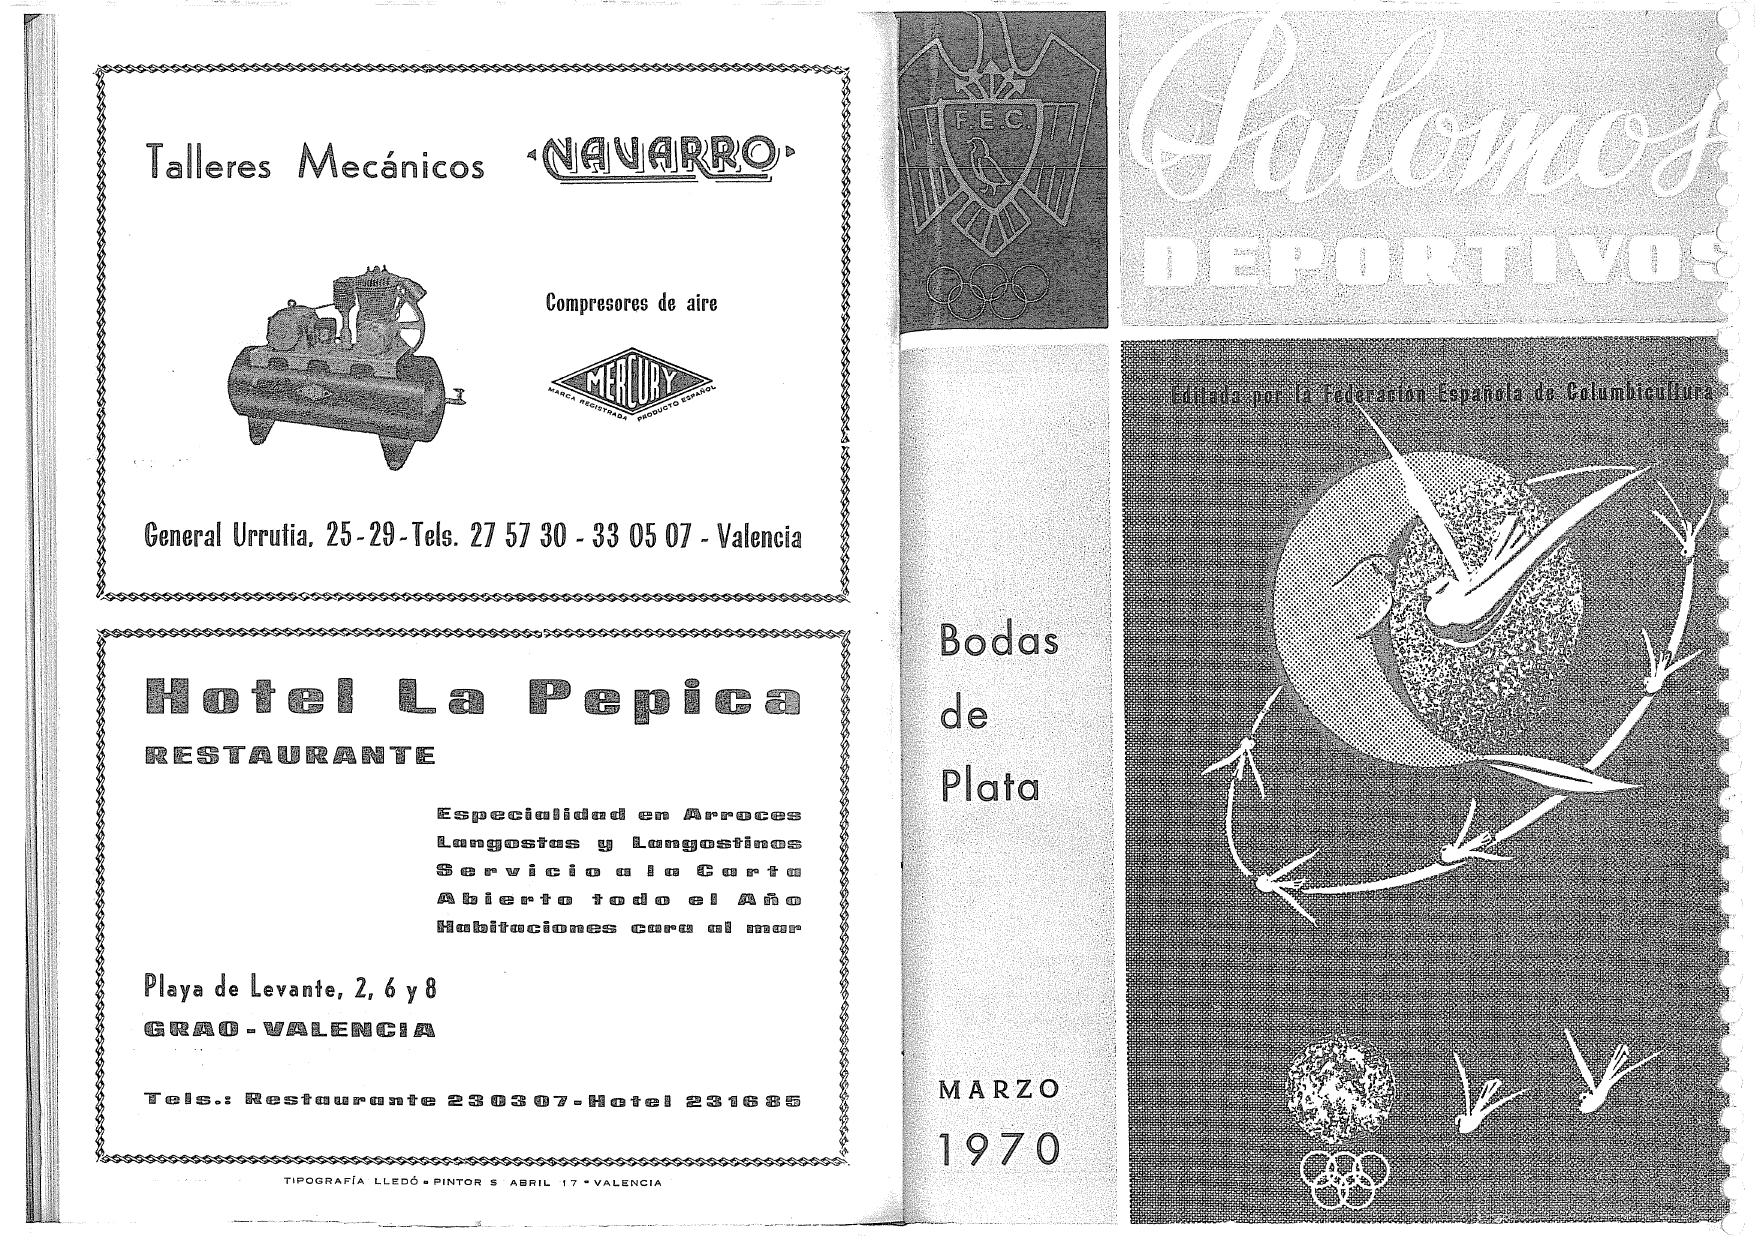 Talleres Mecánicos NAVARRO
Compresores de aire
MERCURY
MARCA REGISTRADA PRODUCTO ESPAÑOL
General Urrutia, 25-29-Tels. 27 57 30 - 33 05 07 - Valencia
Hotel La Pepica
RESTAURANTE
Especialidad en Arroces
Langostas y Langostinos
Servicio a la Carta
Abierto todo el Año
Habitaciones cara al mar
Playa de Levante, 2, 6 y 8
GRAO-VALENCIA
Tels.: Restaurante 230307-Hotel 231685
TIPOGRAFÍA LLEDÓ - PINTOR S ABRIL 17 - VALENCIA
F.E.C.
Palomos
DEPORTIVOS
Editada por la Federación Española de Columbicultura
Bodas
de
Plata
MARZO
1970